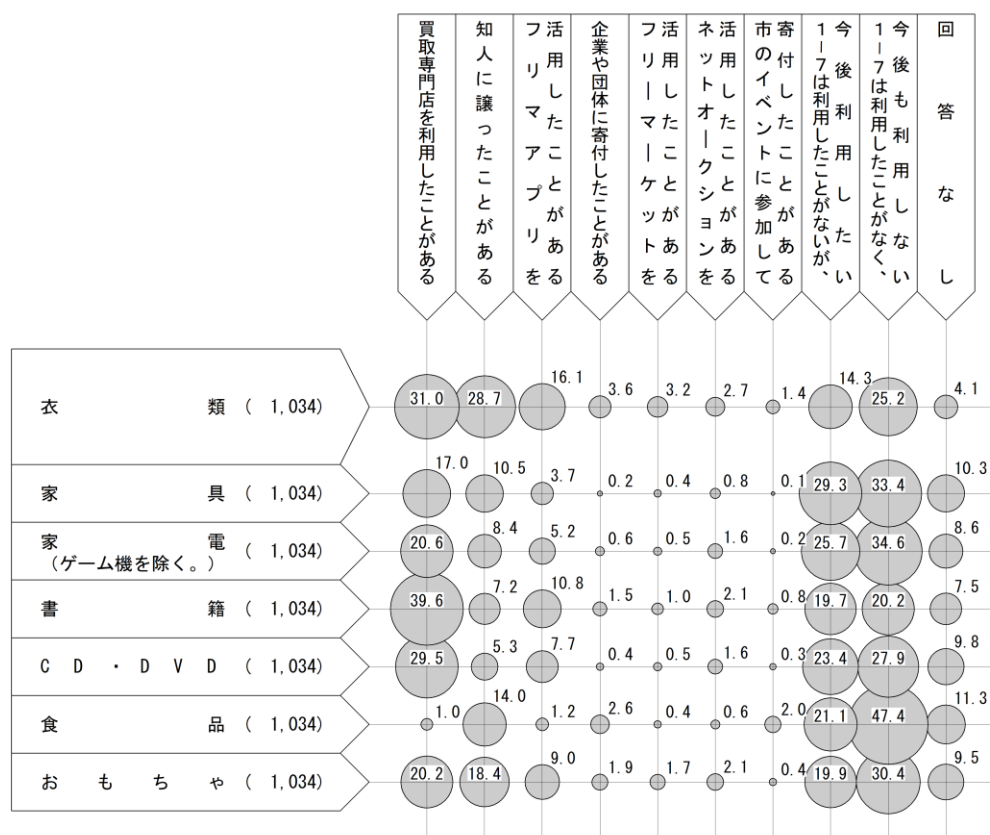 買取専門店を利用したことがある
知人に譲ったことがある
フリマアプリを
活用したことがある
企業や団体に寄付したことがある
フリーマーケットを
活用したことがある
ネットオークションを
活用したことがある
市のイベントに参加して
寄付したことがある
1-7は利用したことがないが、
今後利用したい
1-7は利用したことがなく、
今後も利用しない
回答なし
衣類 ( 1,034) 31.0 28.7 16.1 3.6 3.2 2.7 1.4 14.3 25.2 4.1
家具 ( 1,034) 17.0 10.5 3.7 0.2 0.4 0.8 0.1 29.3 33.4 10.3
家電 ( 1,034) 20.6 8.4 5.2 0.6 0.5 1.6 0.2 25.7 34.6 8.6
(ゲーム機を除く。)
書籍 ( 1,034) 39.6 7.2 10.8 1.5 1.0 2.1 0.8 19.7 20.2 7.5
CD・DVD ( 1,034) 29.5 5.3 7.7 0.4 0.5 1.6 0.3 23.4 27.9 9.8
食品 ( 1,034) 1.0 14.0 1.2 2.6 0.4 0.6 2.0 21.1 47.4 11.3
おもちゃ ( 1,034) 20.2 18.4 9.0 1.9 1.7 2.1 0.4 19.9 30.4 9.5